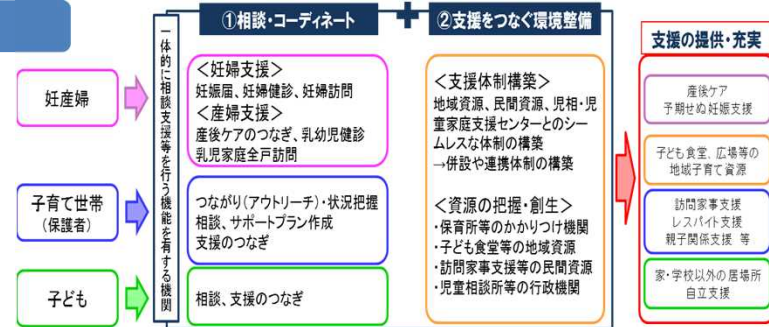 ①相談・コーディネート
②支援をつなぐ環境整備
支援の提供・充実
一体的に相談支援等を行う機能を有する機関
妊産婦
子育て世帯
(保護者)
子ども
＜妊婦支援＞
妊娠届、妊婦健診、妊婦訪問
＜産婦支援＞
産後ケアのつなぎ、乳幼児健診
乳児家庭全戸訪問
つながり(アウトリーチ)・状況把握
相談、サポートプラン作成
支援のつなぎ
相談、支援のつなぎ
＜支援体制構築＞
地域資源、民間資源、児相・児
童家庭支援センターとのシーム
レスな体制の構築
→併設や連携体制の構築
＜資源の把握・創生＞
・保育所等のかかりつけ機関
・子ども食堂等の地域資源
・訪問家事支援等の民間資源
・児童相談所等の行政機関
産後ケア
予期せぬ妊娠支援
子ども食堂、広場等の
地域子育て資源
訪問家事支援
レスパイト支援
親子関係支援 等
家・学校以外の居場所
自立支援